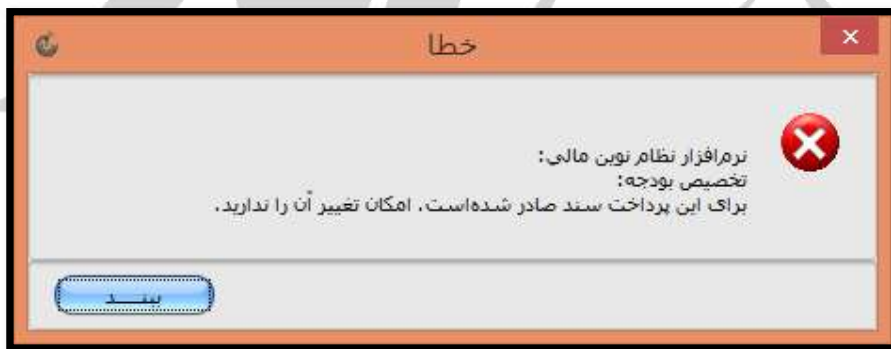 خطا
نرم‌افزار نظام نوین مالی:
تخصیص بودجه:
برای این پرداخت سند صادر شده‌است. امکان تغییر آن را ندارید.
ببند